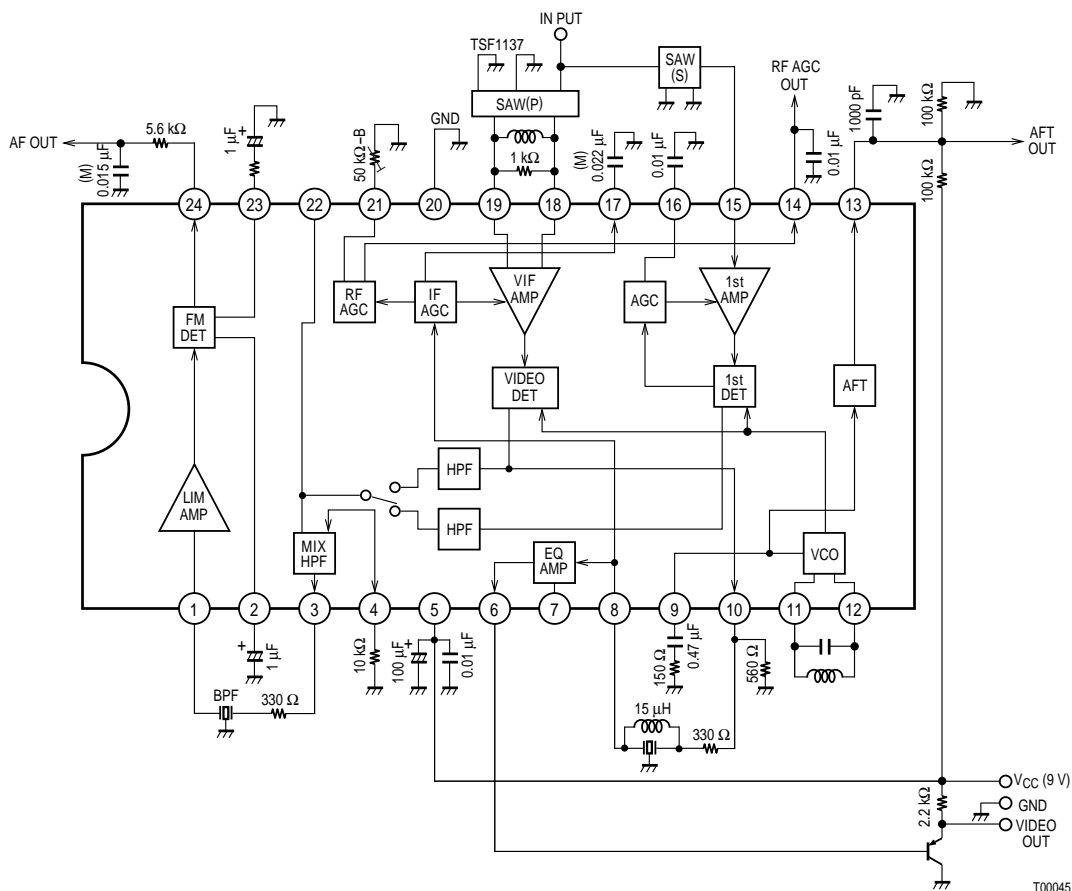 IN PUT
TSF1137
SAW
(S)
SAW(P)
RF AGC
OUT
1000 pF
100 kΩ
AF OUT
5.6 kΩ
(M)
0.015 µF
1 µF
+
50 kΩ-B
GND
1 kΩ
(M)
0.022 µF
0.01 µF
0.01 µF
100 kΩ
AFT
OUT
24
23
22
21
20
19
18
17
16
15
14
13
RF
AGC
IF
AGC
VIF
AMP
AGC
1st
AMP
FM
DET
VIDEO
DET
1st
DET
AFT
LIM
AMP
HPF
HPF
MIX
HPF
EQ
AMP
VCO
1
2
3
4
5
6
7
8
9
10
11
12
+
1 µF
BPF
330 Ω
10 kΩ
100 µF
+
0.01 µF
150 Ω
0.47 µF
560 Ω
15 µH
330 Ω
VCC (9 V)
2.2 kΩ
GND
VIDEO
OUT
T00045